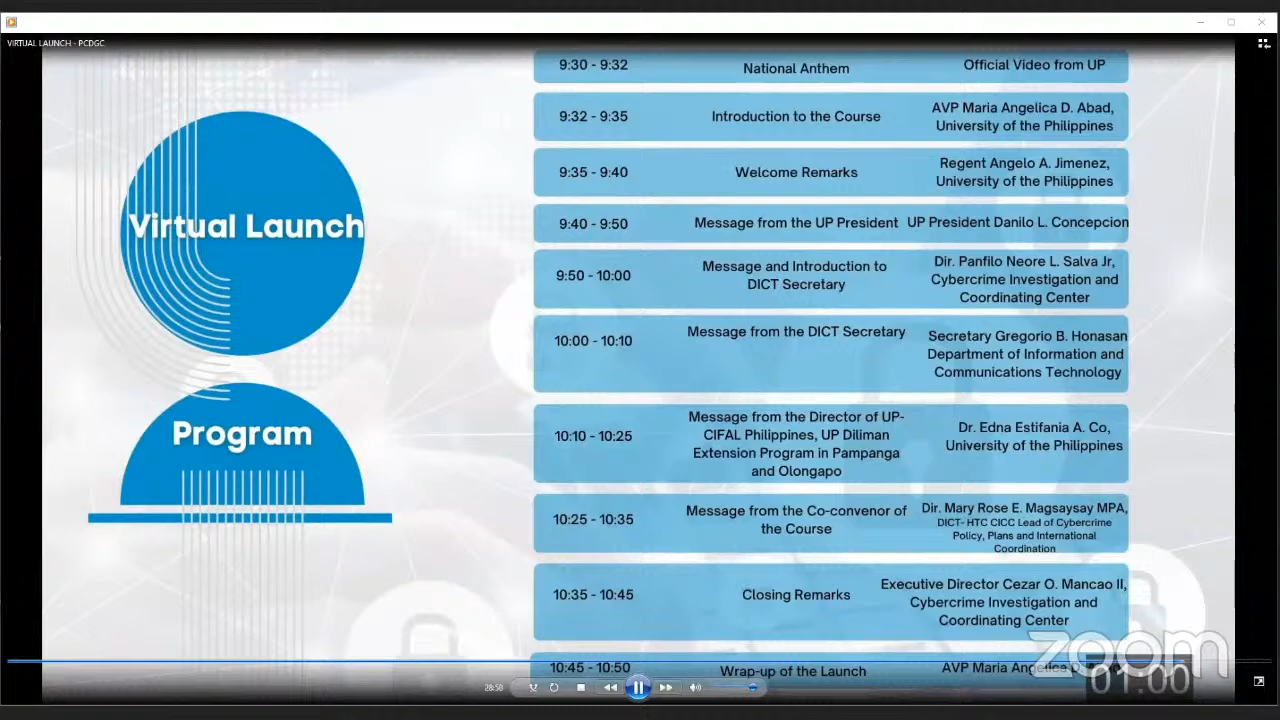 VIRTUAL LAUNCH - PCDGC
Virtual Launch
Program
9:30 - 9:32
National Anthem
Official Video from UP
9:32 - 9:35
Introduction to the Course
AVP Maria Angelica D. Abad,
University of the Philippines
9:35 - 9:40
Welcome Remarks
Regent Angelo A. Jimenez,
University of the Philippines
9:40 - 9:50
Message from the UP President
UP President Danilo L. Concepcion
9:50 - 10:00
Message and Introduction to
DICT Secretary
Dir. Panfilo Neore L. Salva Jr,
Cybercrime Investigation and
Coordinating Center
10:00 - 10:10
Message from the DICT Secretary
Secretary Gregorio B. Honasan
Department of Information and
Communications Technology
10:10 - 10:25
Message from the Director of UP-
CIFAL Philippines, UP Diliman
Extension Program in Pampanga
and Olongapo
Dr. Edna Estifania A. Co,
University of the Philippines
10:25 - 10:35
Message from the Co-convenor of
the Course
Dir. Mary Rose E. Magsaysay MPA,
DICT- HTC CICC Lead of Cybercrime
Policy, Plans and International
Coordination
10:35 - 10:45
Closing Remarks
Executive Director Cezar O. Mancao II,
Cybercrime Investigation and
Coordinating Center
10:45 - 10:50
Wrap-up of the Launch
AVP Maria Angelica D.
zoom
01:00
28:50